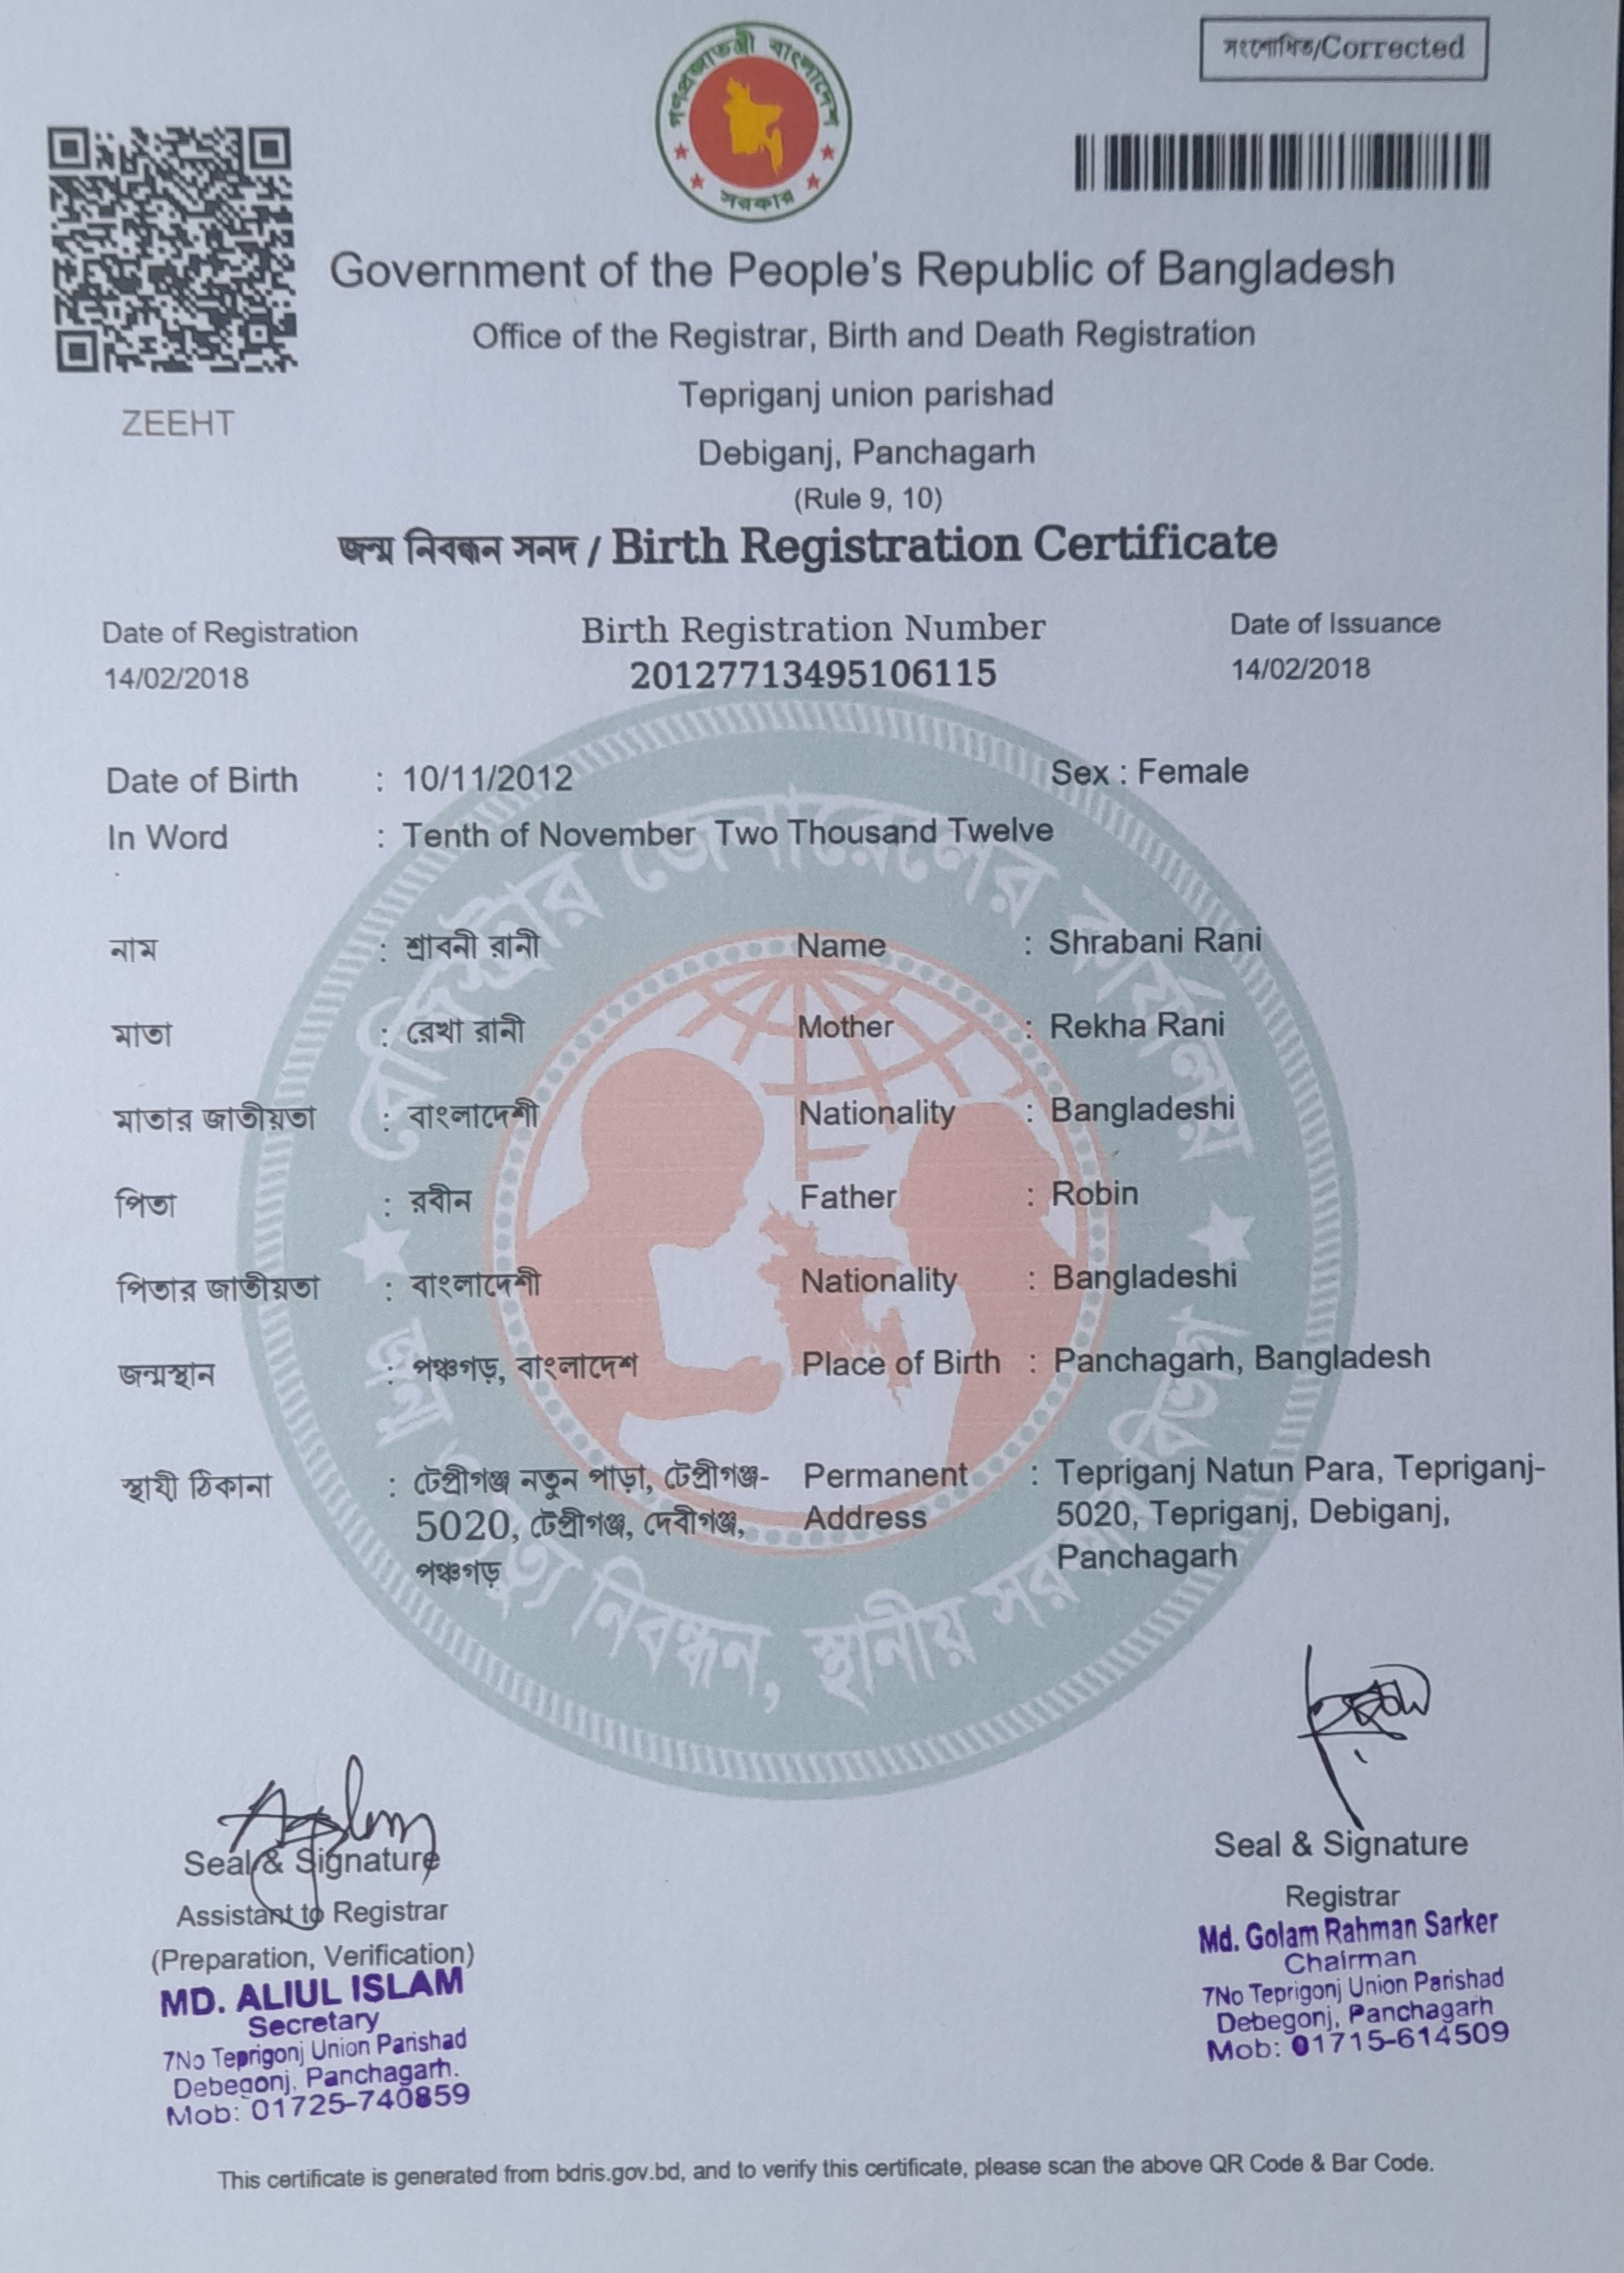 গণপ্রজাতন্ত্রী বাংলাদেশ
সরকার
সংশোধিত/Corrected
ZEEHT
Government of the People's Republic of Bangladesh
Office of the Registrar, Birth and Death Registration
Tepriganj union parishad
Debiganj, Panchagarh
(Rule 9, 10)
জন্ম নিবন্ধন সনদ / Birth Registration Certificate
Date of Registration Birth Registration Number Date of Issuance
14/02/2018 20127713495106115 14/02/2018
Date of Birth : 10/11/2012 Sex : Female
In Word : Tenth of November Two Thousand Twelve
নাম : শ্রাবনী রানী Name : Shrabani Rani
মাতা : রেখা রানী Mother : Rekha Rani
মাতার জাতীয়তা : বাংলাদেশী Nationality : Bangladeshi
পিতা : রবীন Father : Robin
পিতার জাতীয়তা : বাংলাদেশী Nationality : Bangladeshi
জন্মস্থান : পঞ্চগড়, বাংলাদেশ Place of Birth : Panchagarh, Bangladesh
স্থায়ী ঠিকানা : টেপ্রীগঞ্জ নতুন পাড়া, টেপ্রীগঞ্জ- Permanent : Tepriganj Natun Para, Tepriganj-
5020, টেপ্রীগঞ্জ, দেবীগঞ্জ, Address 5020, Tepriganj, Debiganj,
পঞ্চগড় Panchagarh
রেজিস্ট্রার জেনারেলের কার্যালয়
জন্ম ও মৃত্যু নিবন্ধন, স্থানীয় সরকার বিভাগ
Seal & Signature
Assistant to Registrar
(Preparation, Verification)
MD. ALIUL ISLAM
Secretary
7No Teprigonj Union Parishad
Debegonj, Panchagarh.
Mob: 01725-740859
Seal & Signature
Registrar
Md. Golam Rahman Sarker
Chairman
7No Teprigonj Union Parishad
Debegonj, Panchagarh
Mob: 01715-614509
This certificate is generated from bdris.gov.bd, and to verify this certificate, please scan the above QR Code & Bar Code.